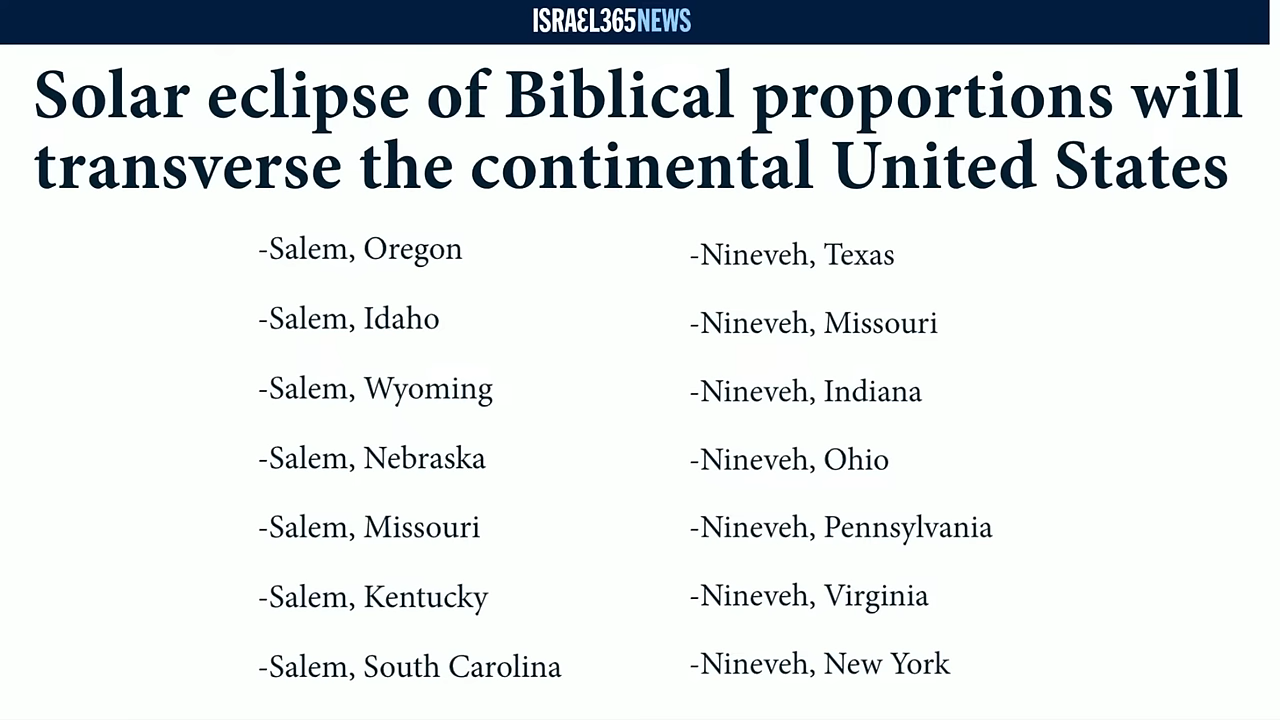 ISRAEL365NEWS
Solar eclipse of Biblical proportions will
transverse the continental United States
-Salem, Oregon
-Salem, Idaho
-Salem, Wyoming
-Salem, Nebraska
-Salem, Missouri
-Salem, Kentucky
-Salem, South Carolina
-Nineveh, Texas
-Nineveh, Missouri
-Nineveh, Indiana
-Nineveh, Ohio
-Nineveh, Pennsylvania
-Nineveh, Virginia
-Nineveh, New York